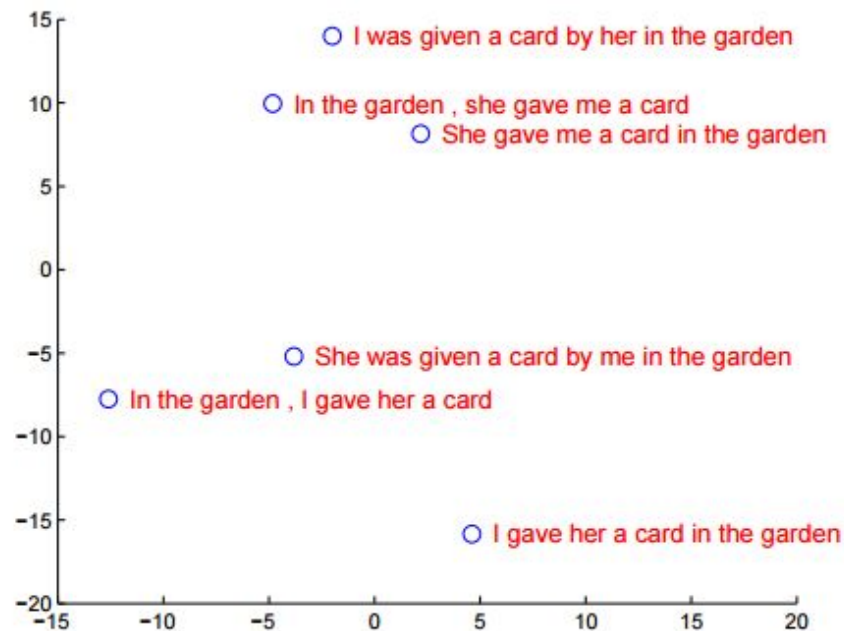 15
I was given a card by her in the garden
10
In the garden , she gave me a card
She gave me a card in the garden
5
0
−5
She was given a card by me in the garden
In the garden , I gave her a card
−10
−15
I gave her a card in the garden
−20
−15 −10 −5 0 5 10 15 20